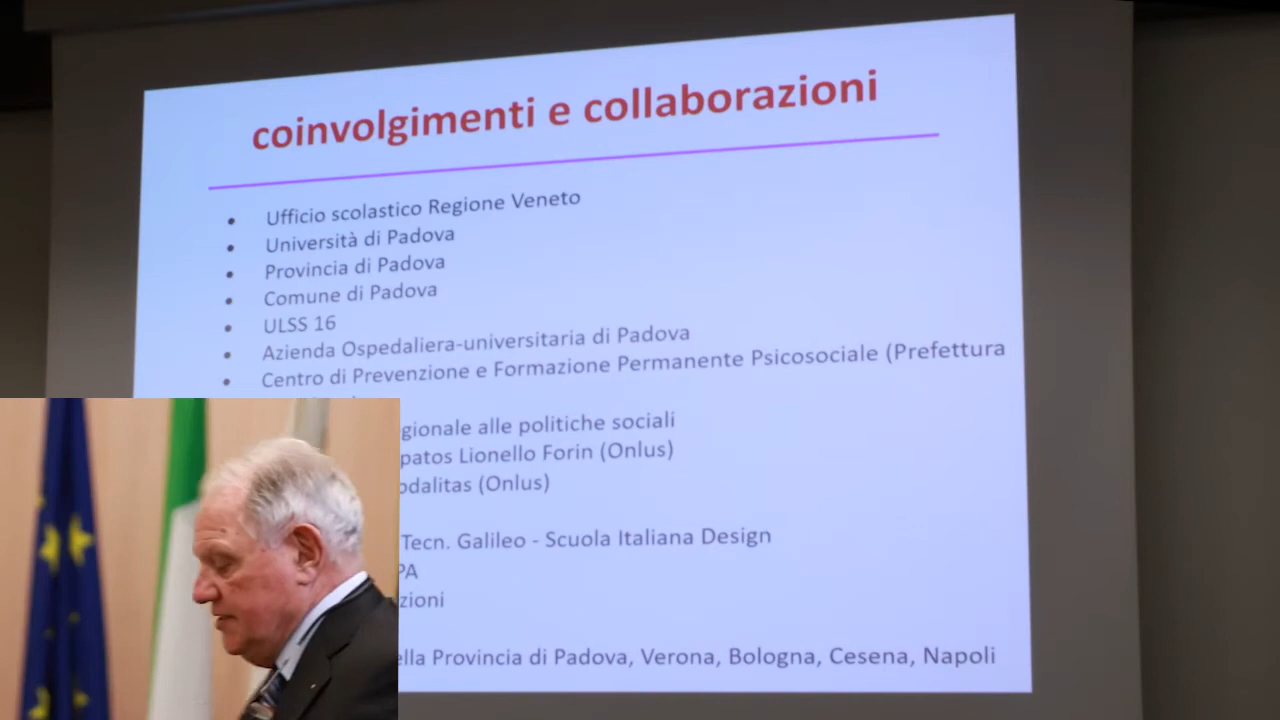 coinvolgimenti e collaborazioni
• Ufficio scolastico Regione Veneto
• Università di Padova
• Provincia di Padova
• Comune di Padova
• ULSS 16
• Azienda Ospedaliera-universitaria di Padova
• Centro di Prevenzione e Formazione Permanente Psicosociale (Prefettura
gionale alle politiche sociali
patos Lionello Forin (Onlus)
odalitas (Onlus)
Tecn. Galileo - Scuola Italiana Design
PA
zioni
ella Provincia di Padova, Verona, Bologna, Cesena, Napoli